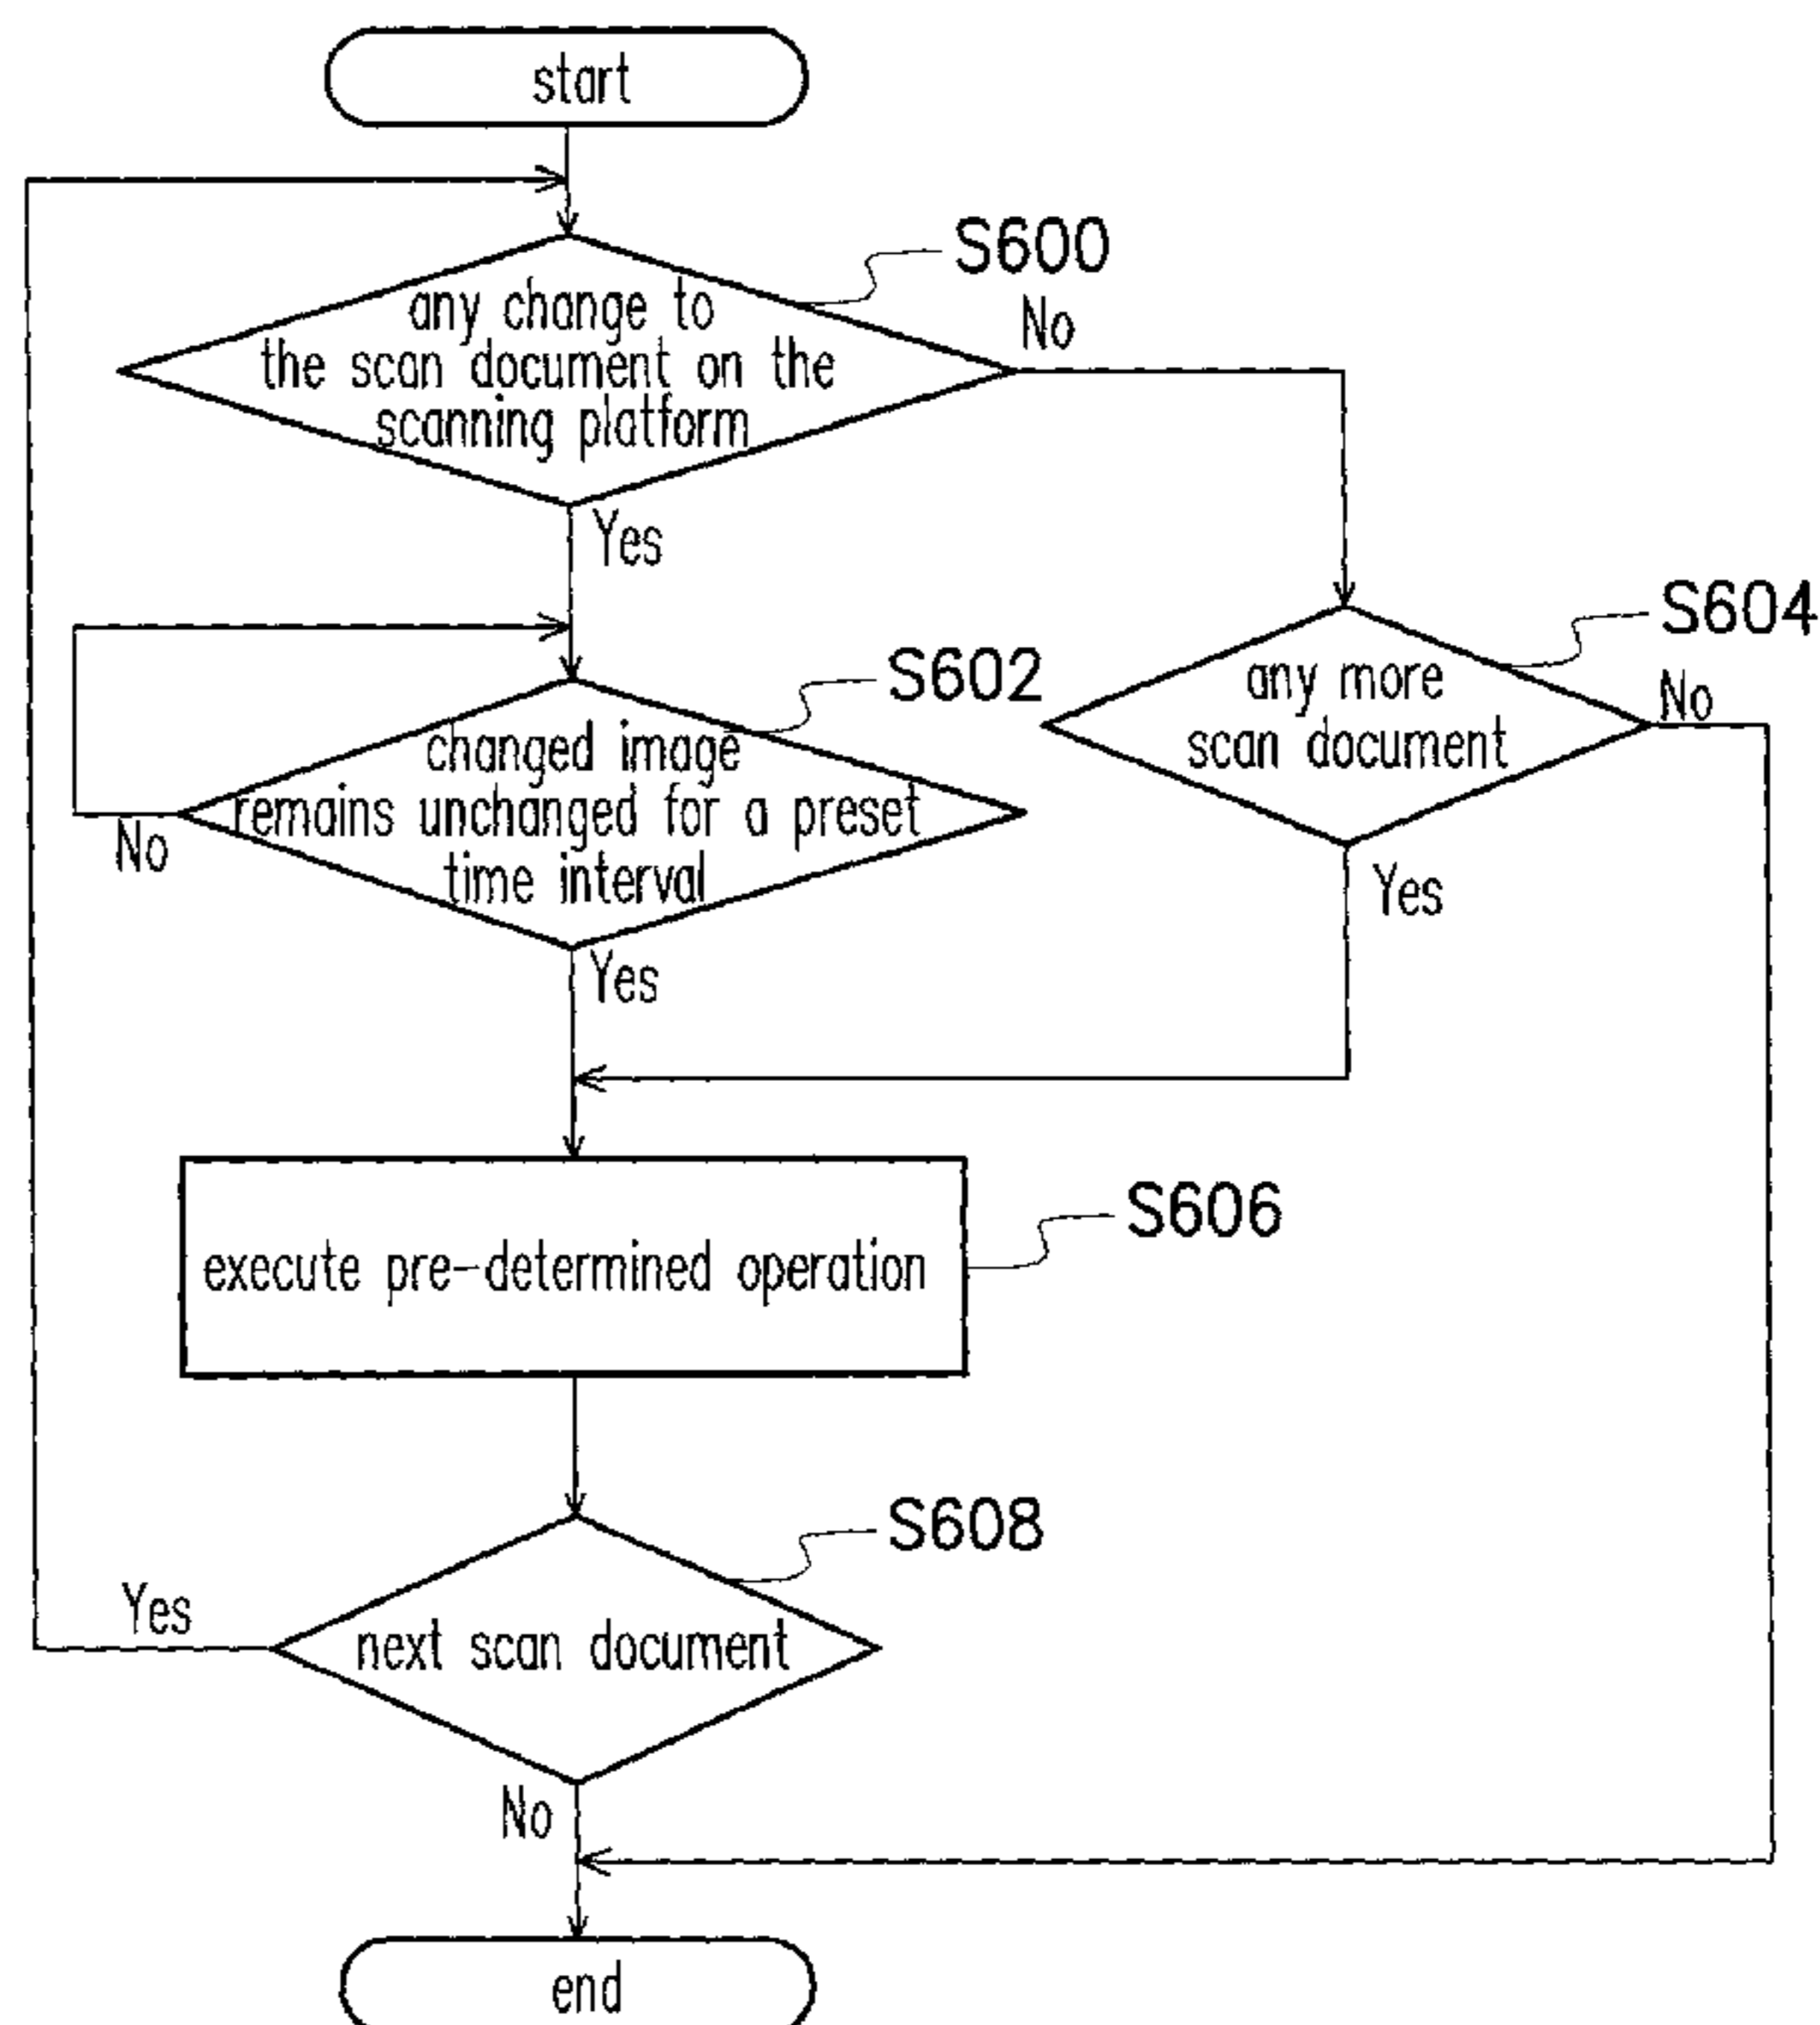 start
S600
any change to
the scan document on the
scanning platform
No
Yes
S604
any more
scan document
No
Yes
S602
changed image
remains unchanged for a preset
time interval
No
Yes
S606
execute pre-determined operation
S608
next scan document
Yes
No
end